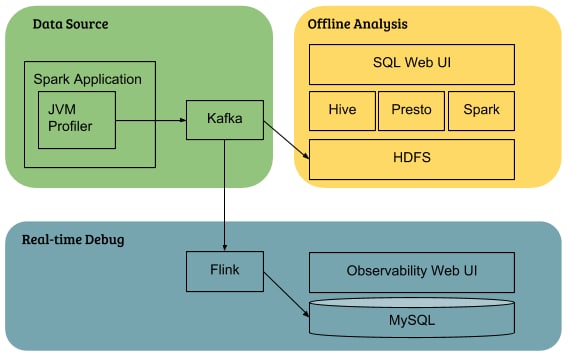 Data Source
Spark Application
JVM
Profiler
Kafka
Offline Analysis
SQL Web UI
Hive
Presto
Spark
HDFS
Real-time Debug
Flink
Observability Web UI
MySQL